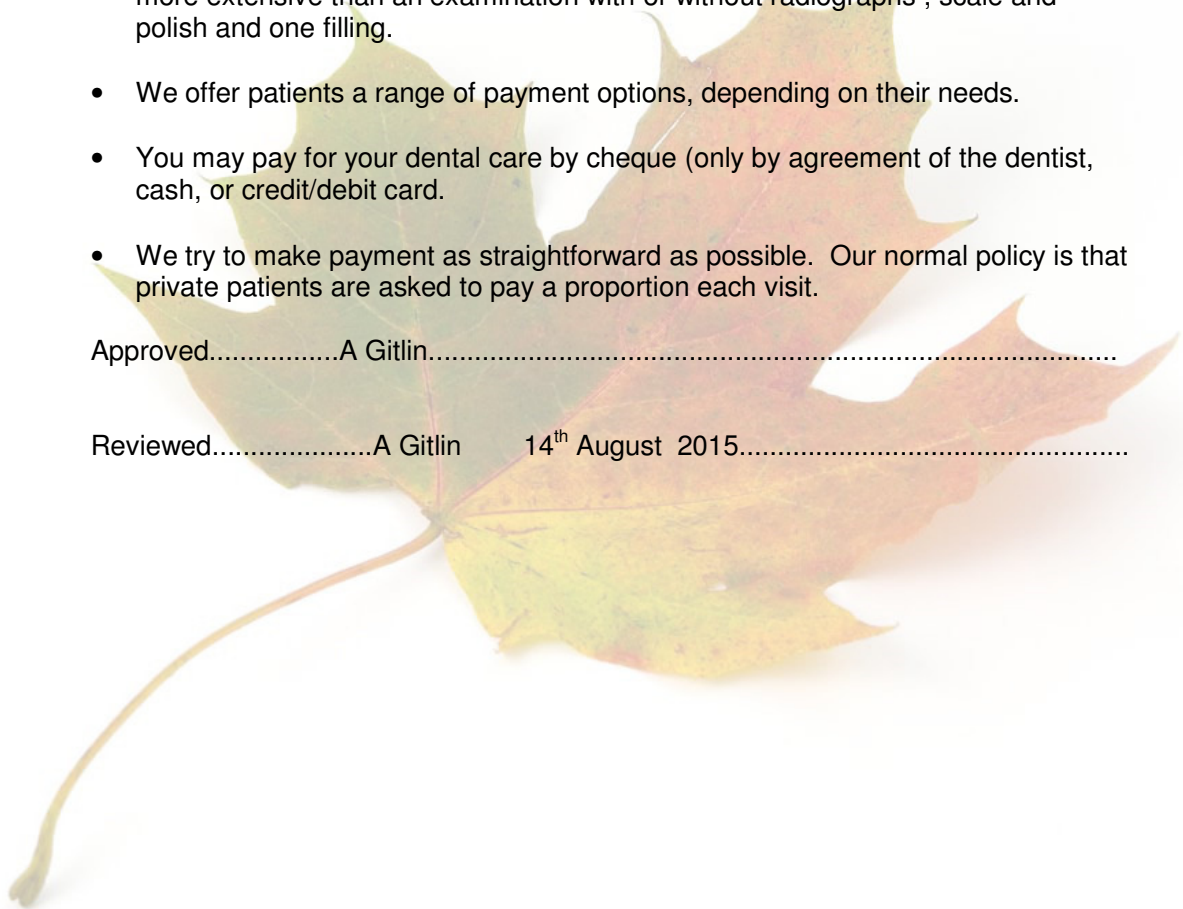 more extensive than an examination with or without radiographs , scale and
polish and one filling.
• We offer patients a range of payment options, depending on their needs.
• You may pay for your dental care by cheque (only by agreement of the dentist,
cash, or credit/debit card.
• We try to make payment as straightforward as possible.  Our normal policy is that
private patients are asked to pay a proportion each visit.
Approved.................A Gitlin...........................................................................................
Reviewed.....................A Gitlin 14th August 2015...................................................